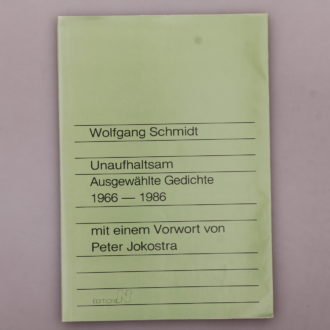 Wolfgang Schmidt
Unaufhaltsam
Ausgewählte Gedichte
1966 — 1986
mit einem Vorwort von
Peter Jokostra
EDITION